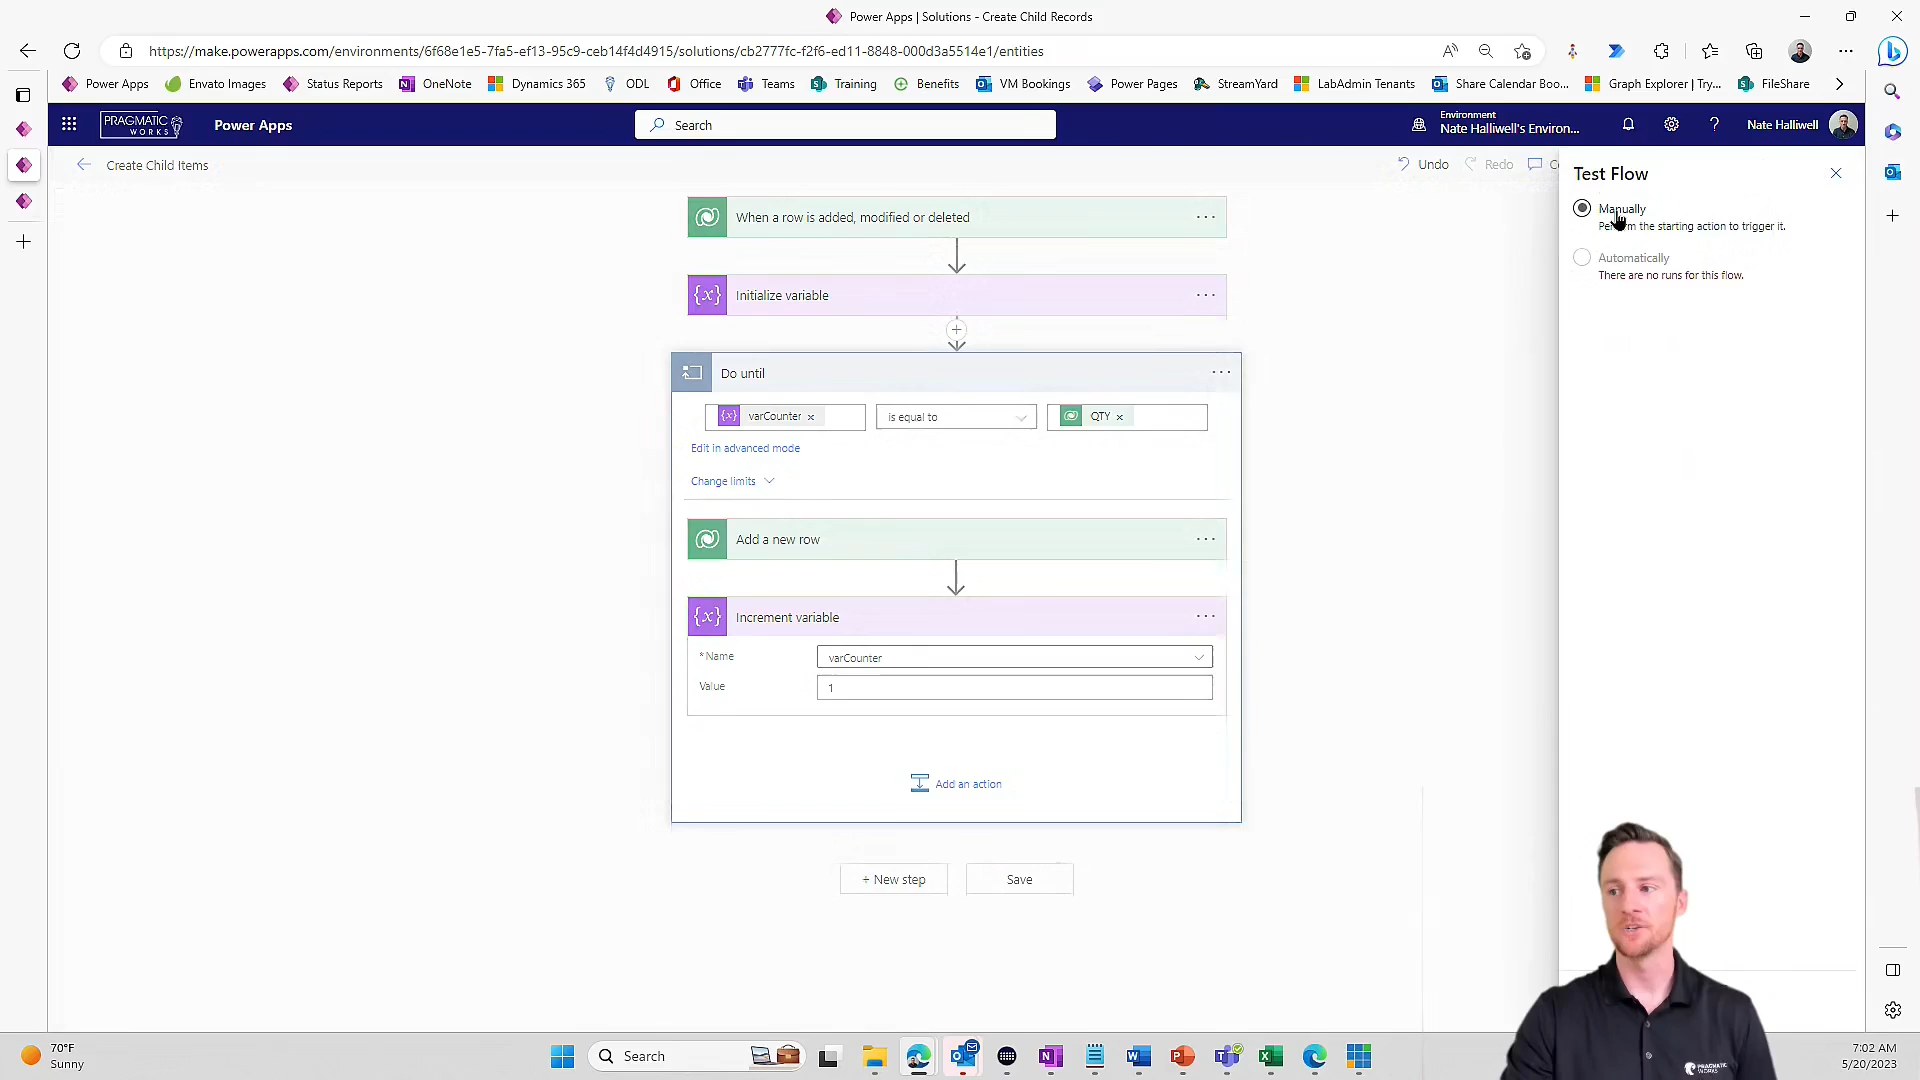 Power Apps | Solutions - Create Child Records
https://make.powerapps.com/environments/6f68e1e5-7fa5-ef13-95c9-ceb14f4d4915/solutions/cb2777fc-f2f6-ed11-8848-000d3a5514e1/entities
Power Apps Envato Images Status Reports OneNote Dynamics 365 ODL Office Teams Training Benefits VM Bookings Power Pages StreamYard LabAdmin Tenants Share Calendar Boo... Graph Explorer | Try... FileShare
PRAGMATIC WORKS
Power Apps
Search
Environment
Nate Halliwell's Environ...
Nate Halliwell
Create Child Items
Undo
Redo
Test Flow
Manually
Perform the starting action to trigger it.
Automatically
There are no runs for this flow.
When a row is added, modified or deleted
Initialize variable
Do until
varCounter
is equal to
QTY
Edit in advanced mode
Change limits
Add a new row
Increment variable
* Name
varCounter
Value
1
Add an action
+ New step
Save
PRAGMATIC WORKS
70°F
Sunny
Search
7:02 AM
5/20/2023